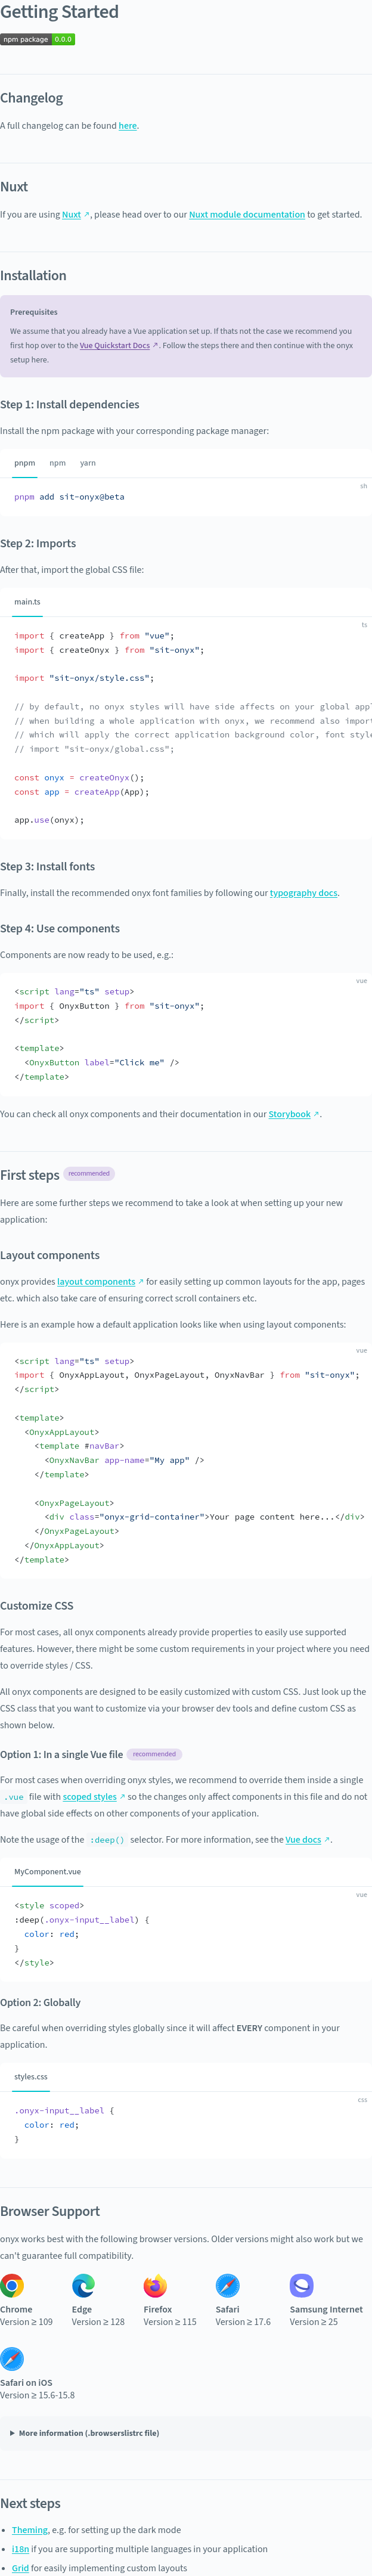 Getting Started
npm package 0.0.0
Changelog
A full changelog can be found here.
Nuxt
If you are using Nuxt ↗, please head over to our Nuxt module documentation to get started.
Installation
Prerequisites
We assume that you already have a Vue application set up. If thats not the case we recommend you
first hop over to the Vue Quickstart Docs ↗. Follow the steps there and then continue with the onyx
setup here.
Step 1: Install dependencies
Install the npm package with your corresponding package manager:
pnpm npm yarn
sh
pnpm add sit-onyx@beta
Step 2: Imports
After that, import the global CSS file:
main.ts
ts
import { createApp } from "vue";
import { createOnyx } from "sit-onyx";
import "sit-onyx/style.css";
// by default, no onyx styles will have side affects on your global appl
// when building a whole application with onyx, we recommend also impor
// which will apply the correct application background color, font style
// import "sit-onyx/global.css";
const onyx = createOnyx();
const app = createApp(App);
app.use(onyx);
Step 3: Install fonts
Finally, install the recommended onyx font families by following our typography docs.
Step 4: Use components
Components are now ready to be used, e.g.:
vue
<script lang="ts" setup>
import { OnyxButton } from "sit-onyx";
</script>
<template>
<OnyxButton label="Click me" />
</template>
You can check all onyx components and their documentation in our Storybook ↗.
First steps recommended
Here are some further steps we recommend to take a look at when setting up your new
application:
Layout components
onyx provides layout components ↗ for easily setting up common layouts for the app, pages
etc. which also take care of ensuring correct scroll containers etc.
Here is an example how a default application looks like when using layout components:
vue
<script lang="ts" setup>
import { OnyxAppLayout, OnyxPageLayout, OnyxNavBar } from "sit-onyx";
</script>
<template>
<OnyxAppLayout>
<template #navBar>
<OnyxNavBar app-name="My app" />
</template>
<OnyxPageLayout>
<div class="onyx-grid-container">Your page content here...</div>
</OnyxPageLayout>
</OnyxAppLayout>
</template>
Customize CSS
For most cases, all onyx components already provide properties to easily use supported
features. However, there might be some custom requirements in your project where you need
to override styles / CSS.
All onyx components are designed to be easily customized with custom CSS. Just look up the
CSS class that you want to customize via your browser dev tools and define custom CSS as
shown below.
Option 1: In a single Vue file recommended
For most cases when overriding onyx styles, we recommend to override them inside a single
.vue file with scoped styles ↗ so the changes only affect components in this file and do not
have global side effects on other components of your application.
Note the usage of the :deep() selector. For more information, see the Vue docs ↗.
MyComponent.vue
vue
<style scoped>
:deep(.onyx-input__label) {
color: red;
}
</style>
Option 2: Globally
Be careful when overriding styles globally since it will affect EVERY component in your
application.
styles.css
css
.onyx-input__label {
color: red;
}
Browser Support
onyx works best with the following browser versions. Older versions might also work but we
can't guarantee full compatibility.
Chrome Edge Firefox Safari Samsung Internet
Version ≥ 109 Version ≥ 128 Version ≥ 115 Version ≥ 17.6 Version ≥ 25
Safari on iOS
Version ≥ 15.6-15.8
▶ More information (.browserslistrc file)
Next steps
• Theming, e.g. for setting up the dark mode
• i18n if you are supporting multiple languages in your application
• Grid for easily implementing custom layouts